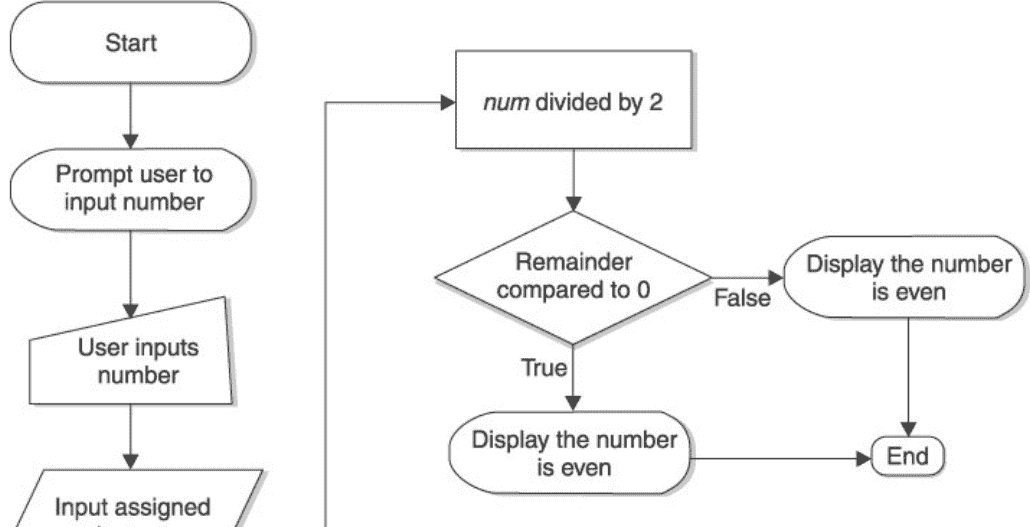 Start
Prompt user to
input number
User inputs
number
Input assigned
num divided by 2
Remainder
compared to 0
False
Display the number
is even
True
Display the number
is even
End